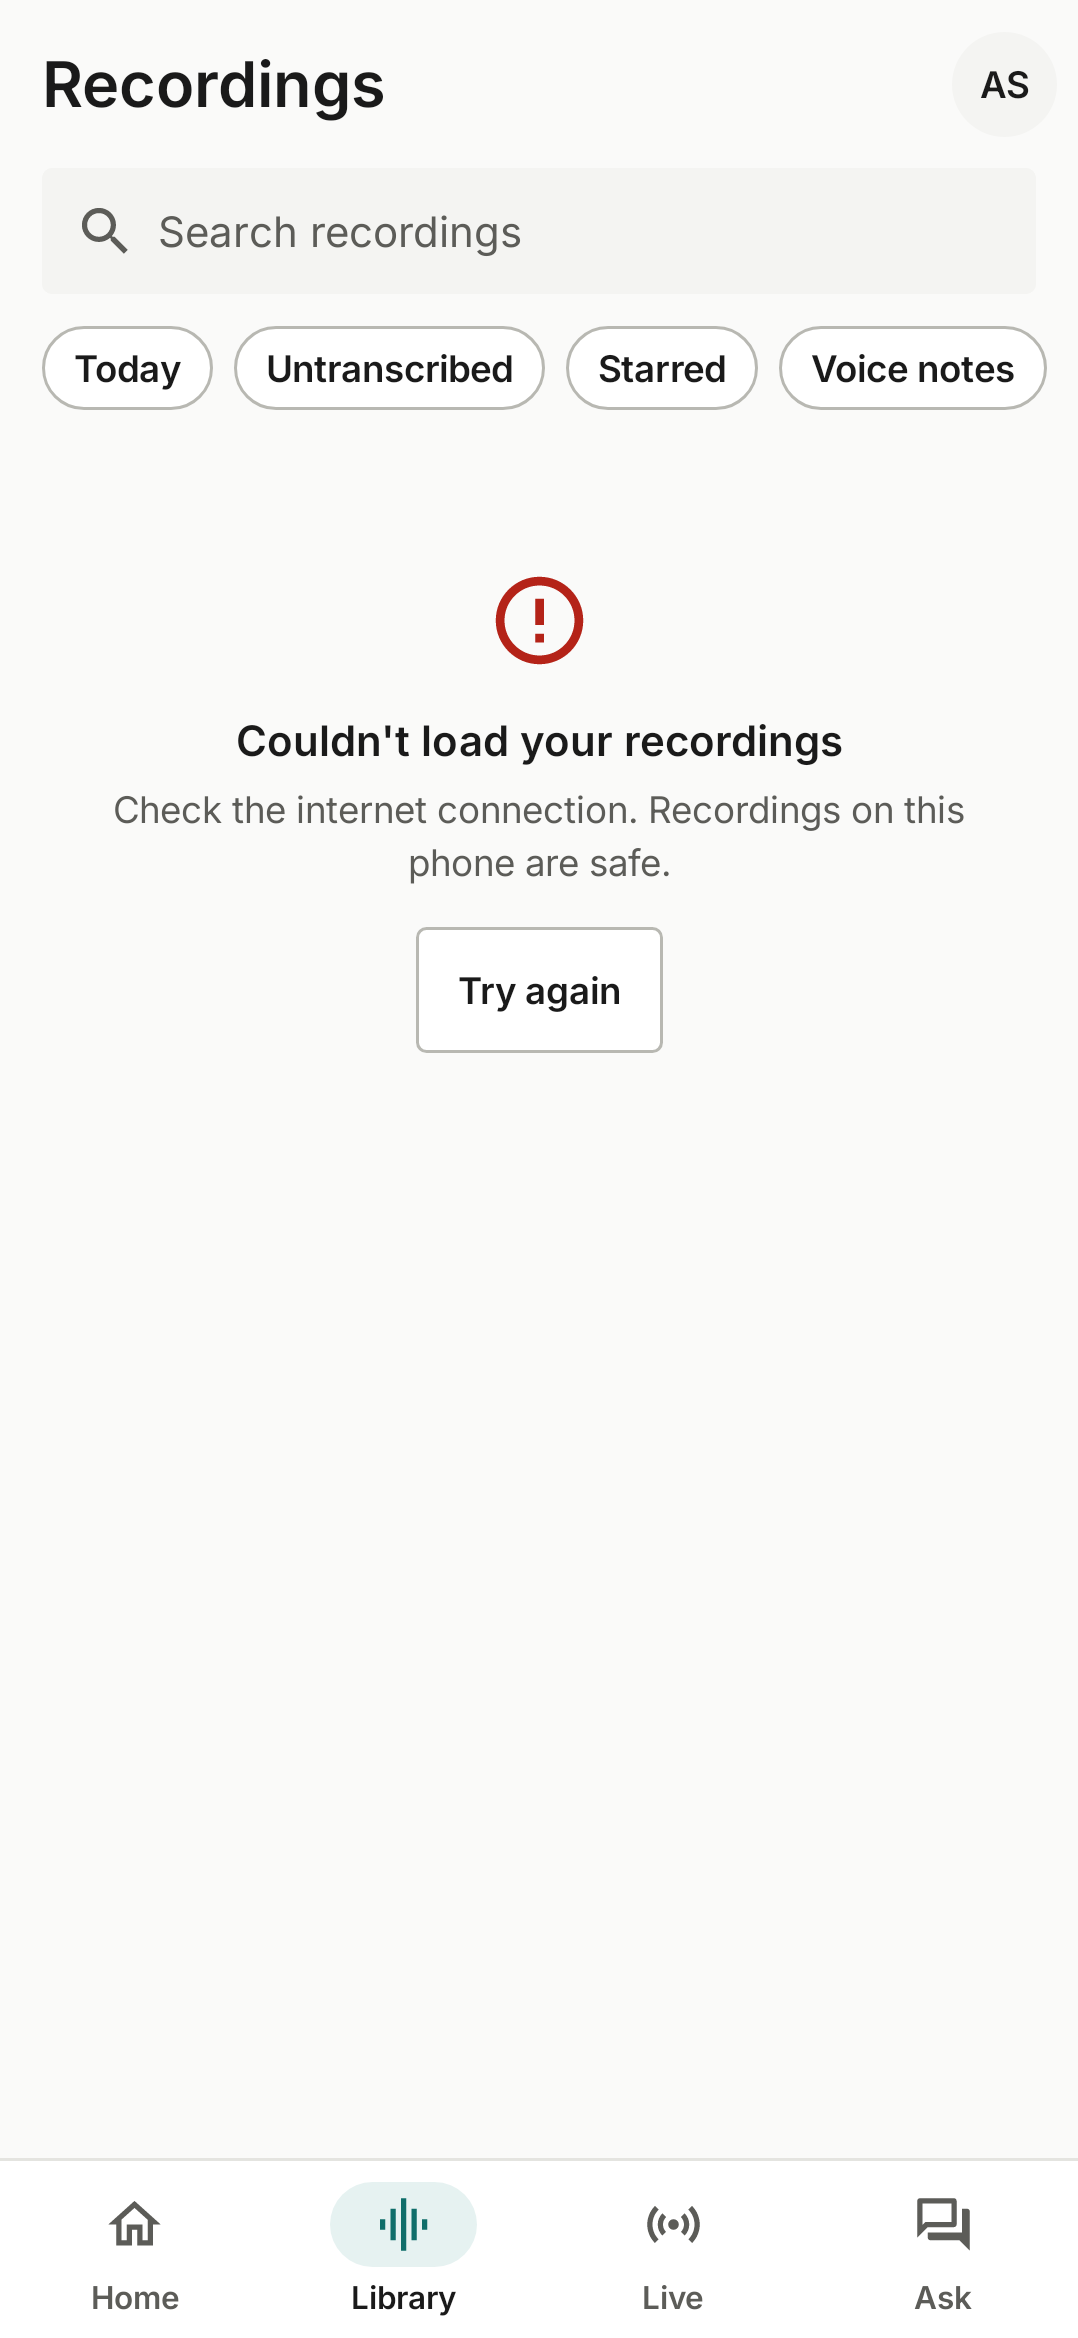 Recordings
AS
Search recordings
Today
Untranscribed
Starred
Voice notes
Couldn't load your recordings
Check the internet connection. Recordings on this
phone are safe.
Try again
Home
Library
Live
Ask